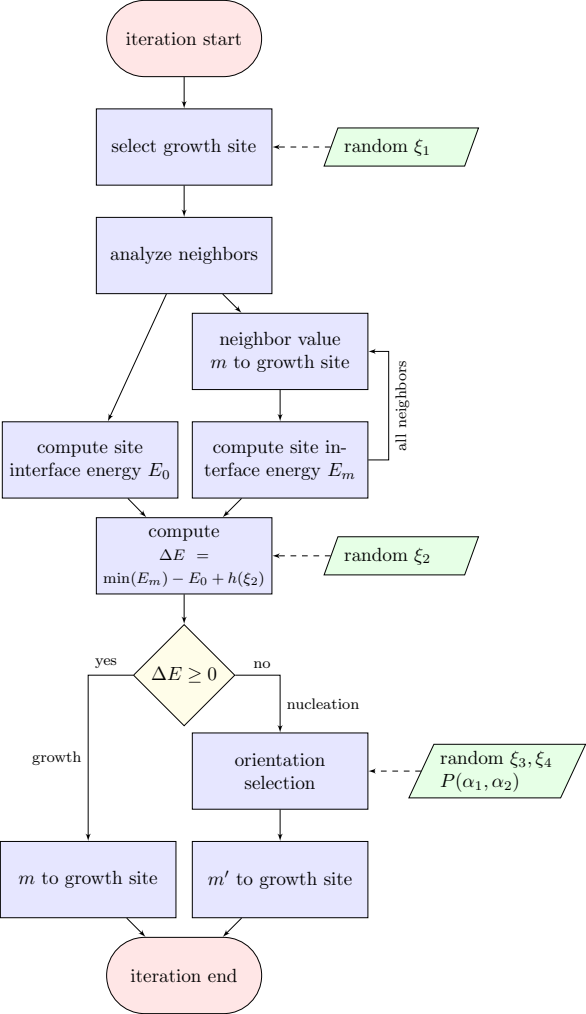 iteration start
select growth site
random ξ₁
analyze neighbors
neighbor value
m to growth site
all neighbors
compute site
interface energy E₀
compute site in-
terface energy Eₘ
compute
ΔE =
min(Eₘ) − E₀ + h(ξ₂)
random ξ₂
ΔE ≥ 0
yes
no
nucleation
growth
orientation
selection
random ξ₃, ξ₄
P(α₁, α₂)
m to growth site
m′ to growth site
iteration end